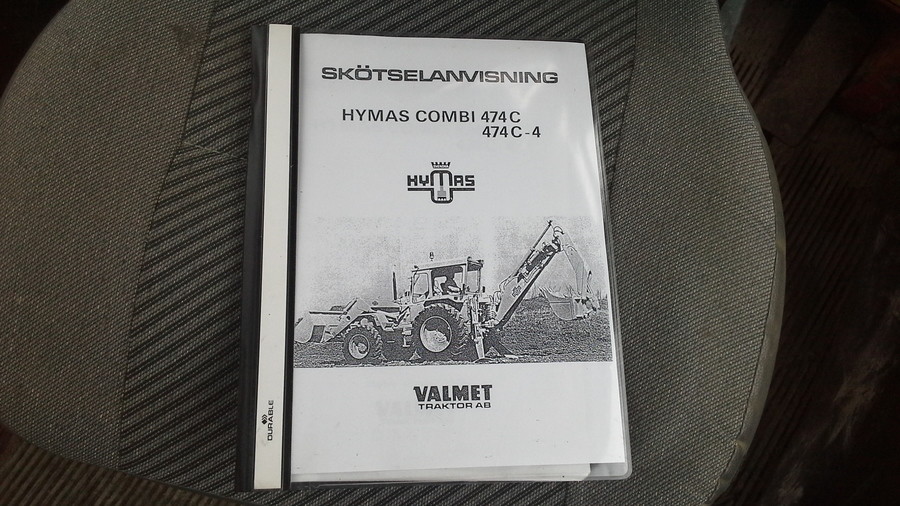 SKÖTSELANVISNING
HYMAS COMBI 474 C
474 C-4
HYMAS
VALMET
TRAKTOR AB
DURABLE